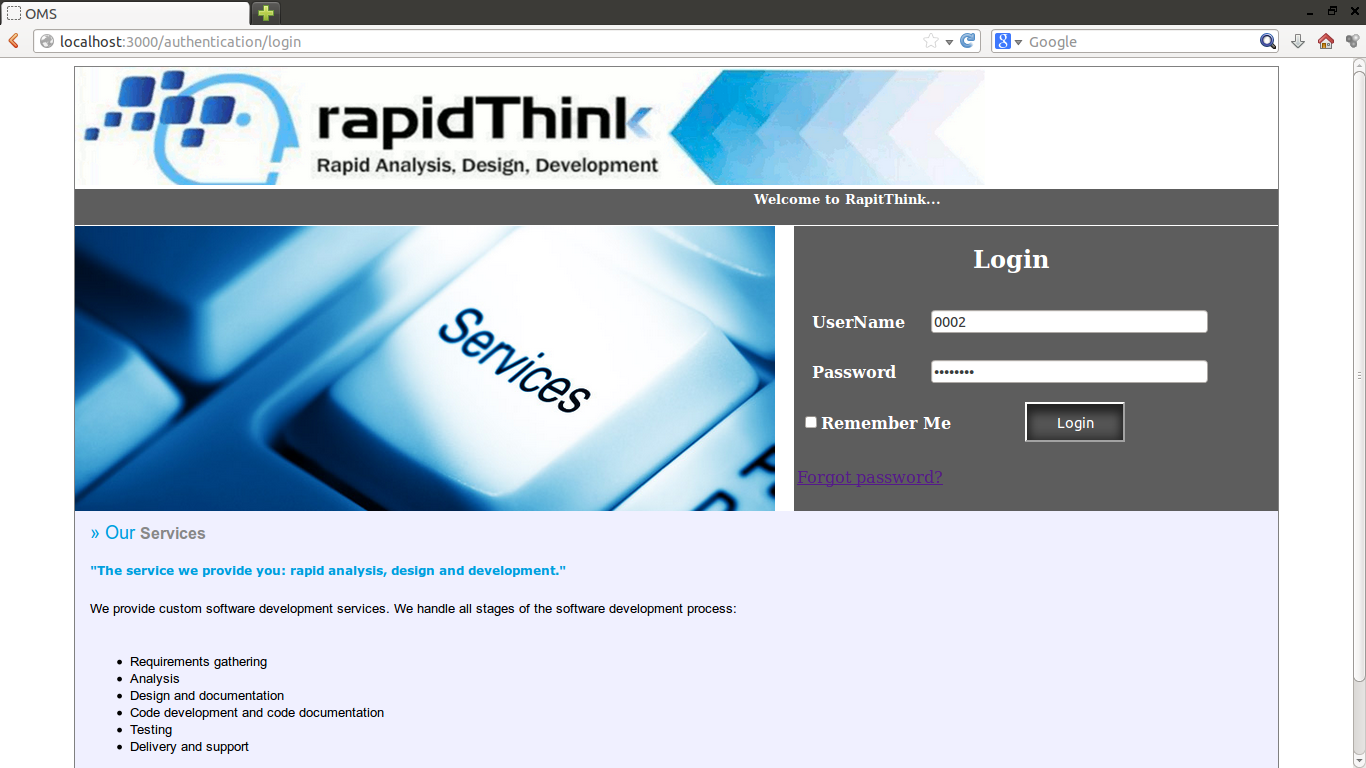 OMS
localhost:3000/authentication/login
Google
rapidThink
Rapid Analysis, Design, Development
Welcome to RapitThink...
Services
Login
UserName 0002
Password ••••••••
Remember Me Login
Forgot password?
» Our Services
"The service we provide you: rapid analysis, design and development."
We provide custom software development services. We handle all stages of the software development process:
• Requirements gathering
• Analysis
• Design and documentation
• Code development and code documentation
• Testing
• Delivery and support